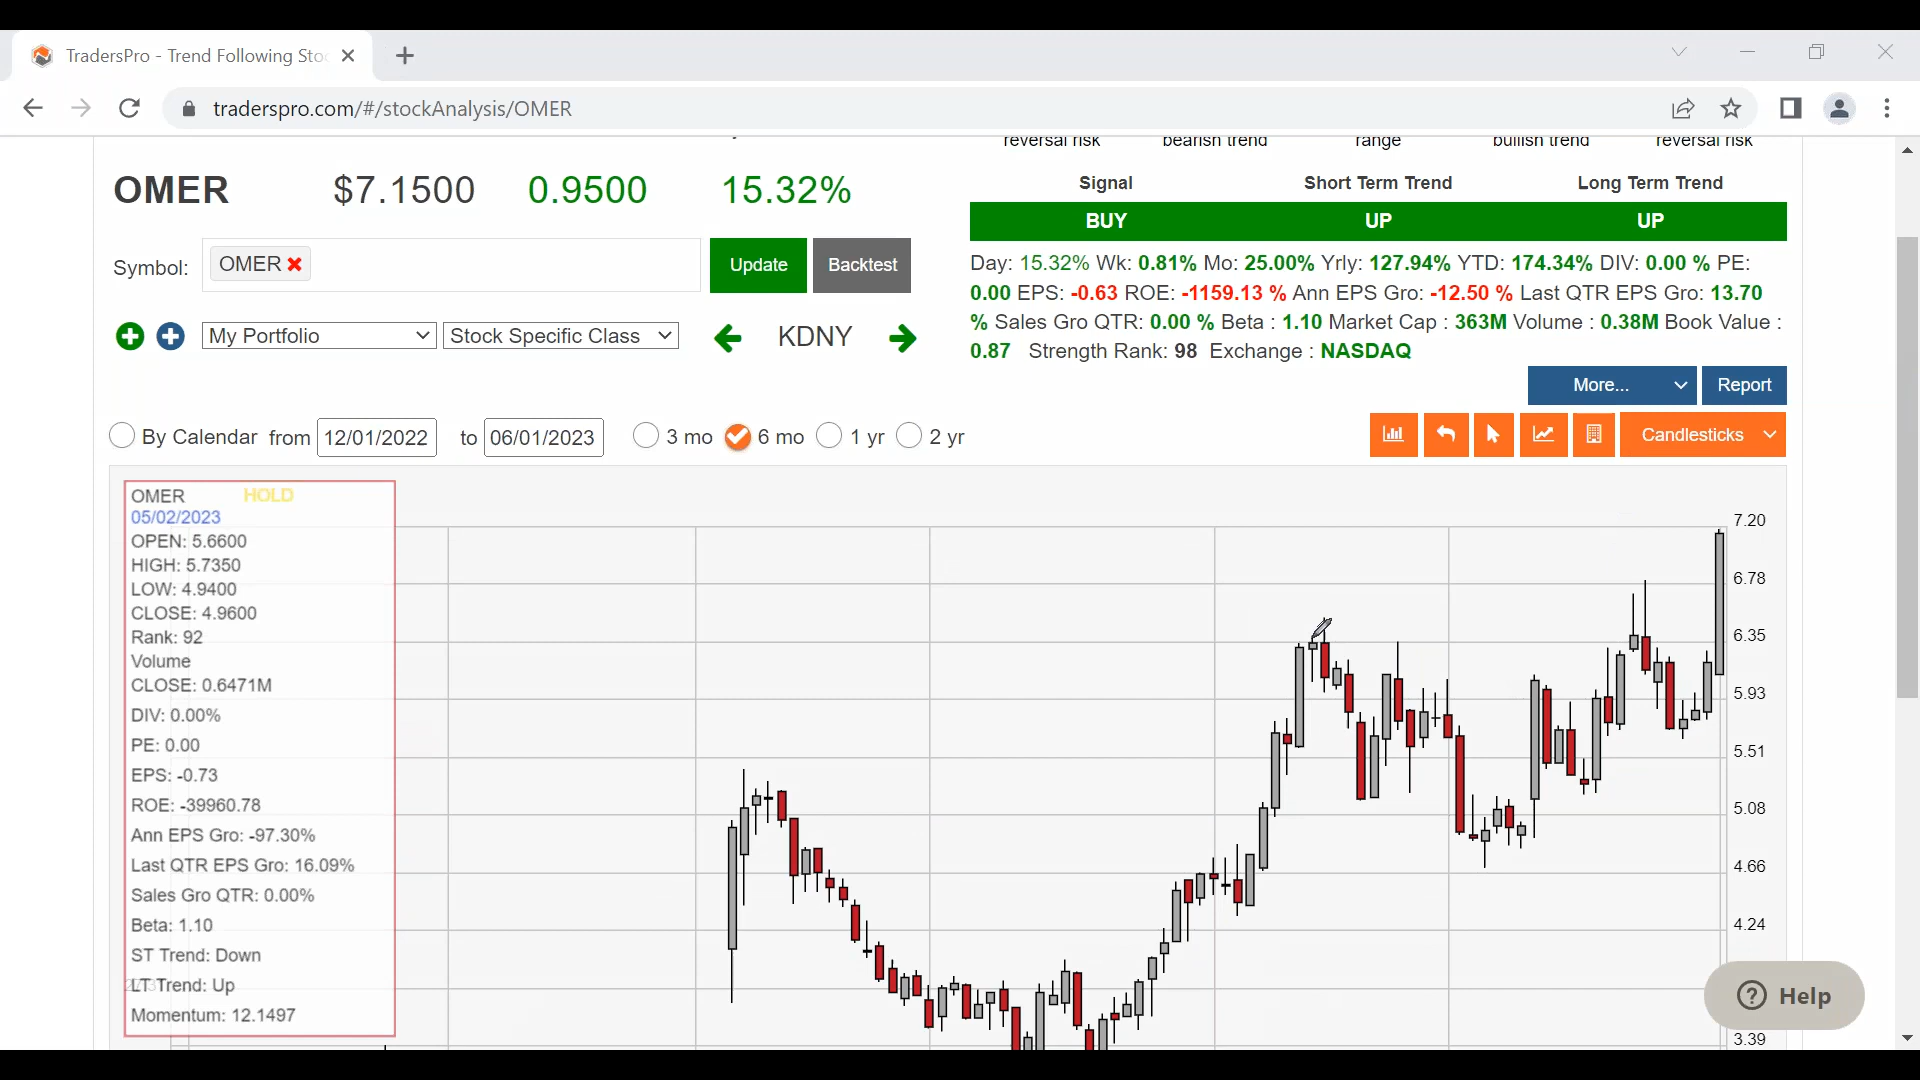 TradersPro - Trend Following Stoc
traderspro.com/#/stockAnalysis/OMER
reversal risk bearish trend range bullish trend reversal risk
OMER $7.1500 0.9500 15.32%
Signal Short Term Trend Long Term Trend
BUY UP UP
Symbol: OMER Update Backtest
Day: 15.32% Wk: 0.81% Mo: 25.00% Yrly: 127.94% YTD: 174.34% DIV: 0.00 % PE:
0.00 EPS: -0.63 ROE: -1159.13 % Ann EPS Gro: -12.50 % Last QTR EPS Gro: 13.70
% Sales Gro QTR: 0.00 % Beta : 1.10 Market Cap : 363M Volume : 0.38M Book Value :
0.87 Strength Rank: 98 Exchange : NASDAQ
My Portfolio Stock Specific Class KDNY
More... Report
By Calendar from 12/01/2022 to 06/01/2023 3 mo 6 mo 1 yr 2 yr
Candlesticks
OMER HOLD
05/02/2023
OPEN: 5.6600
HIGH: 5.7350
LOW: 4.9400
CLOSE: 4.9600
Rank: 92
Volume
CLOSE: 0.6471M
DIV: 0.00%
PE: 0.00
EPS: -0.73
ROE: -39960.78
Ann EPS Gro: -97.30%
Last QTR EPS Gro: 16.09%
Sales Gro QTR: 0.00%
Beta: 1.10
ST Trend: Down
LT Trend: Up
Momentum: 12.1497
7.20
6.78
6.35
5.93
5.51
5.08
4.66
4.24
3.39
Help